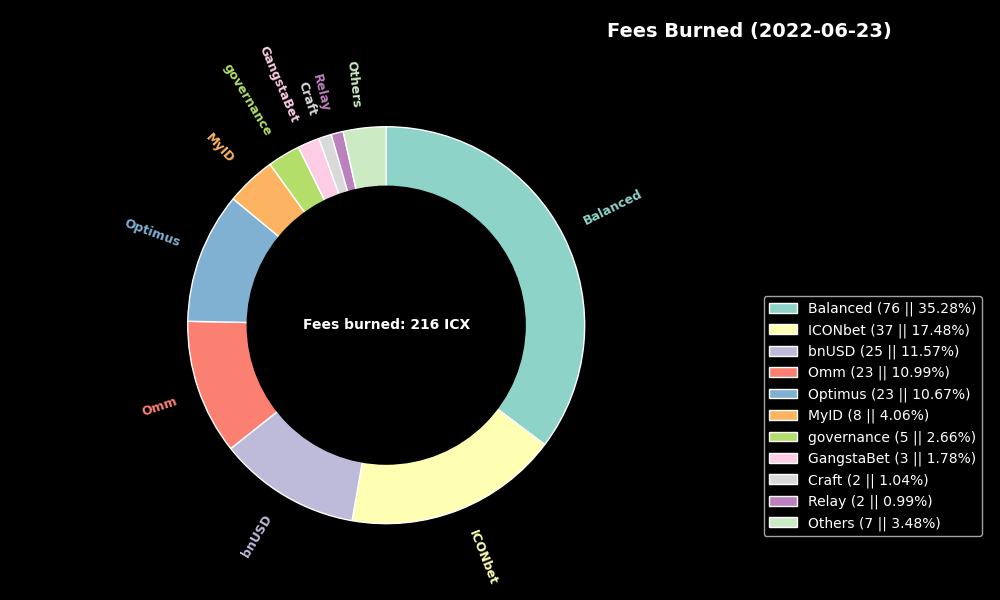 Fees Burned (2022-06-23)
Others
Relay
Craft
GangstaBet
governance
MyID
Optimus
Balanced
Fees burned: 216 ICX
Omm
bnUSD
ICONbet
Balanced (76 || 35.28%)
ICONbet (37 || 17.48%)
bnUSD (25 || 11.57%)
Omm (23 || 10.99%)
Optimus (23 || 10.67%)
MyID (8 || 4.06%)
governance (5 || 2.66%)
GangstaBet (3 || 1.78%)
Craft (2 || 1.04%)
Relay (2 || 0.99%)
Others (7 || 3.48%)